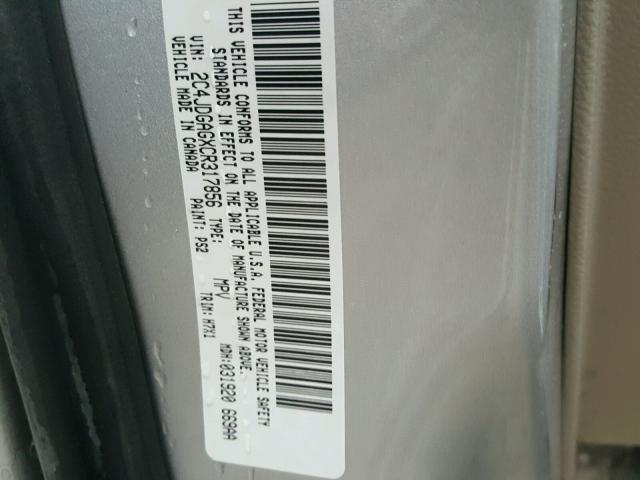 THIS VEHICLE CONFORMS TO ALL APPLICABLE U.S.A. FEDERAL MOTOR VEHICLE SAFETY
STANDARDS IN EFFECT ON THE DATE OF MANUFACTURE SHOWN ABOVE.
VIN: 2C4JDGAGXCR317856 TYPE: MPV
VEHICLE MADE IN CANADA PAINT: PS2 TRIM: H7X1 MDH:031920 669AA